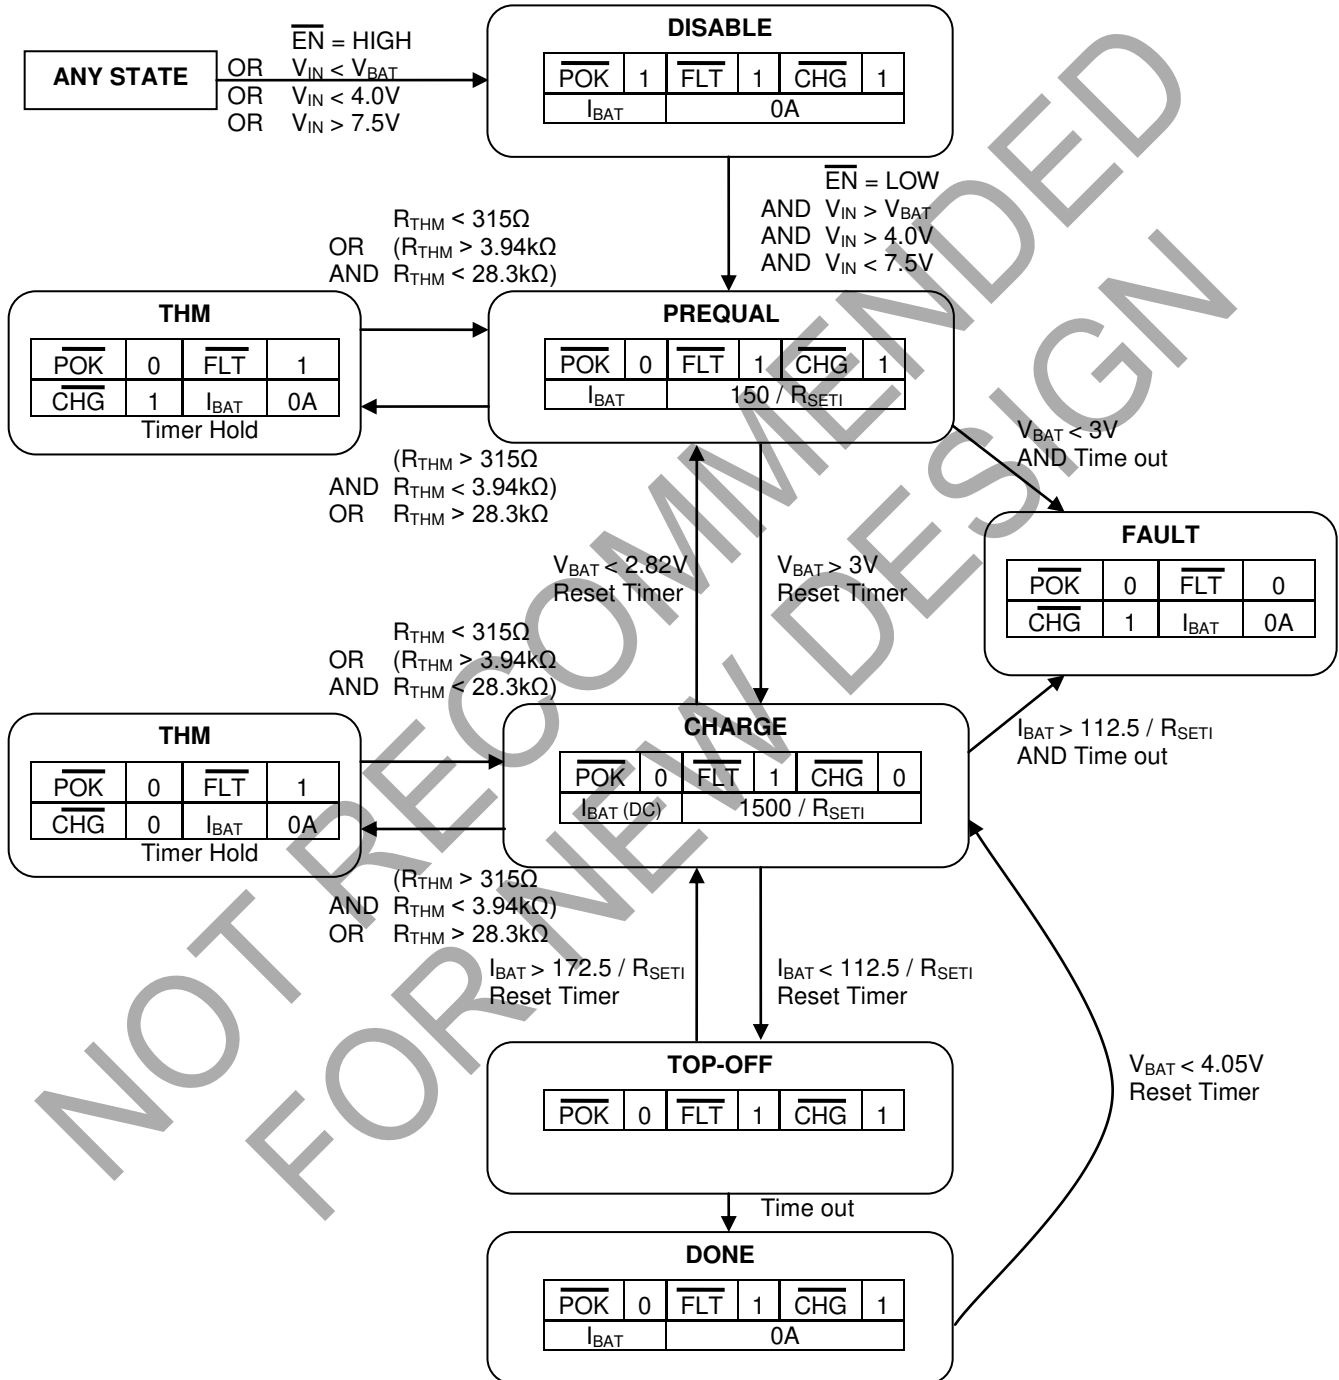 DISABLE
EN = HIGH
ANY STATE
OR VIN < VBAT
OR VIN < 4.0V
OR VIN > 7.5V
POK 1 FLT 1 CHG 1
IBAT 0A
EN = LOW
AND VIN > VBAT
AND VIN > 4.0V
AND VIN < 7.5V
RTHM < 315Ω
OR (RTHM > 3.94kΩ
AND RTHM < 28.3kΩ)
THM
POK 0 FLT 1
CHG 1 IBAT 0A
Timer Hold
PREQUAL
POK 0 FLT 1 CHG 1
IBAT 150 / RSETI
(RTHM > 315Ω
AND RTHM < 3.94kΩ)
OR RTHM > 28.3kΩ
VBAT < 3V
AND Time out
FAULT
POK 0 FLT 0
CHG 1 IBAT 0A
VBAT < 2.82V
Reset Timer
VBAT > 3V
Reset Timer
RTHM < 315Ω
OR (RTHM > 3.94kΩ
AND RTHM < 28.3kΩ)
THM
POK 0 FLT 1
CHG 0 IBAT 0A
Timer Hold
CHARGE
POK 0 FLT 1 CHG 0
IBAT (DC) 1500 / RSETI
IBAT > 112.5 / RSETI
AND Time out
(RTHM > 315Ω
AND RTHM < 3.94kΩ)
OR RTHM > 28.3kΩ
IBAT > 172.5 / RSETI
Reset Timer
IBAT < 112.5 / RSETI
Reset Timer
TOP-OFF
POK 0 FLT 1 CHG 1
VBAT < 4.05V
Reset Timer
Time out
DONE
POK 0 FLT 1 CHG 1
IBAT 0A
NOT RECOMMENDED
FOR NEW DESIGN